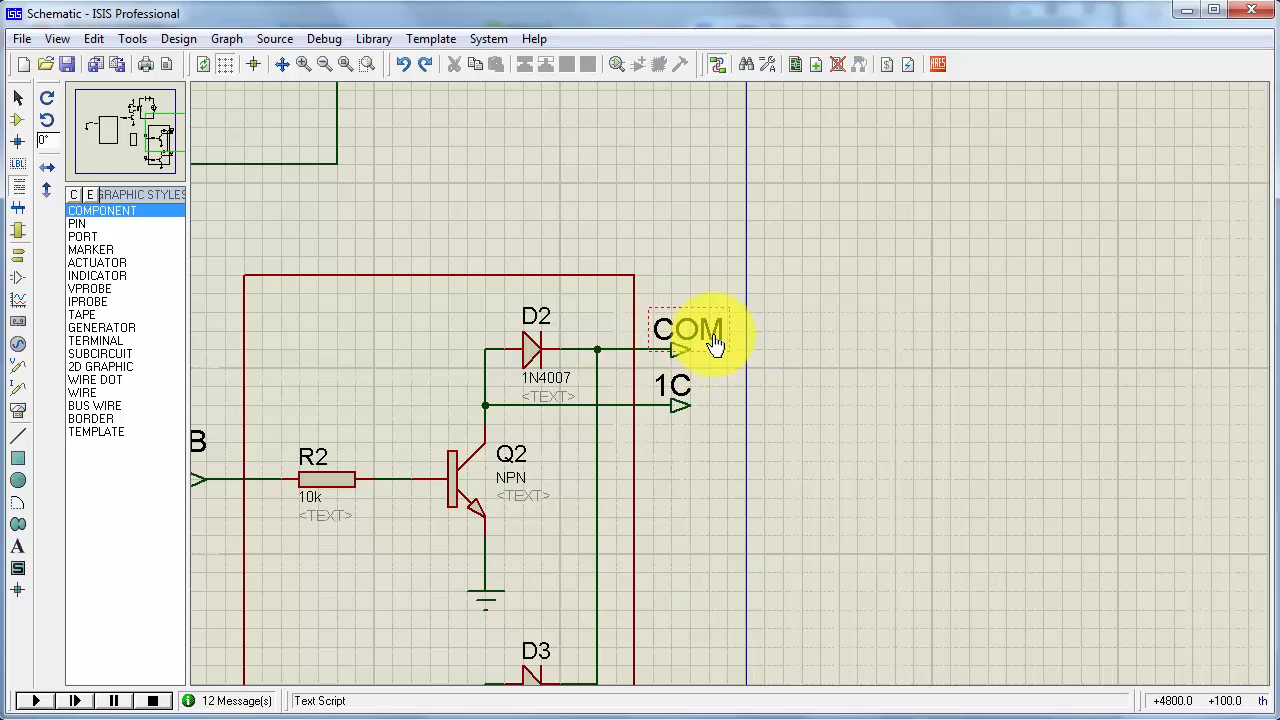 Schematic - ISIS Professional
File View Edit Tools Design Graph Source Debug Library Template System Help
ARES
LBL
0°
C E GRAPHIC STYLES
COMPONENT
PIN
PORT
MARKER
ACTUATOR
INDICATOR
VPROBE
IPROBE
TAPE
GENERATOR
TERMINAL
SUBCIRCUIT
2D GRAPHIC
WIRE DOT
WIRE
BUS WIRE
BORDER
TEMPLATE
D2
COM
1N4007
<TEXT>
1C
B
R2
10k
<TEXT>
Q2
NPN
<TEXT>
D3
12 Message(s) Text Script +4800.0 +100.0 th